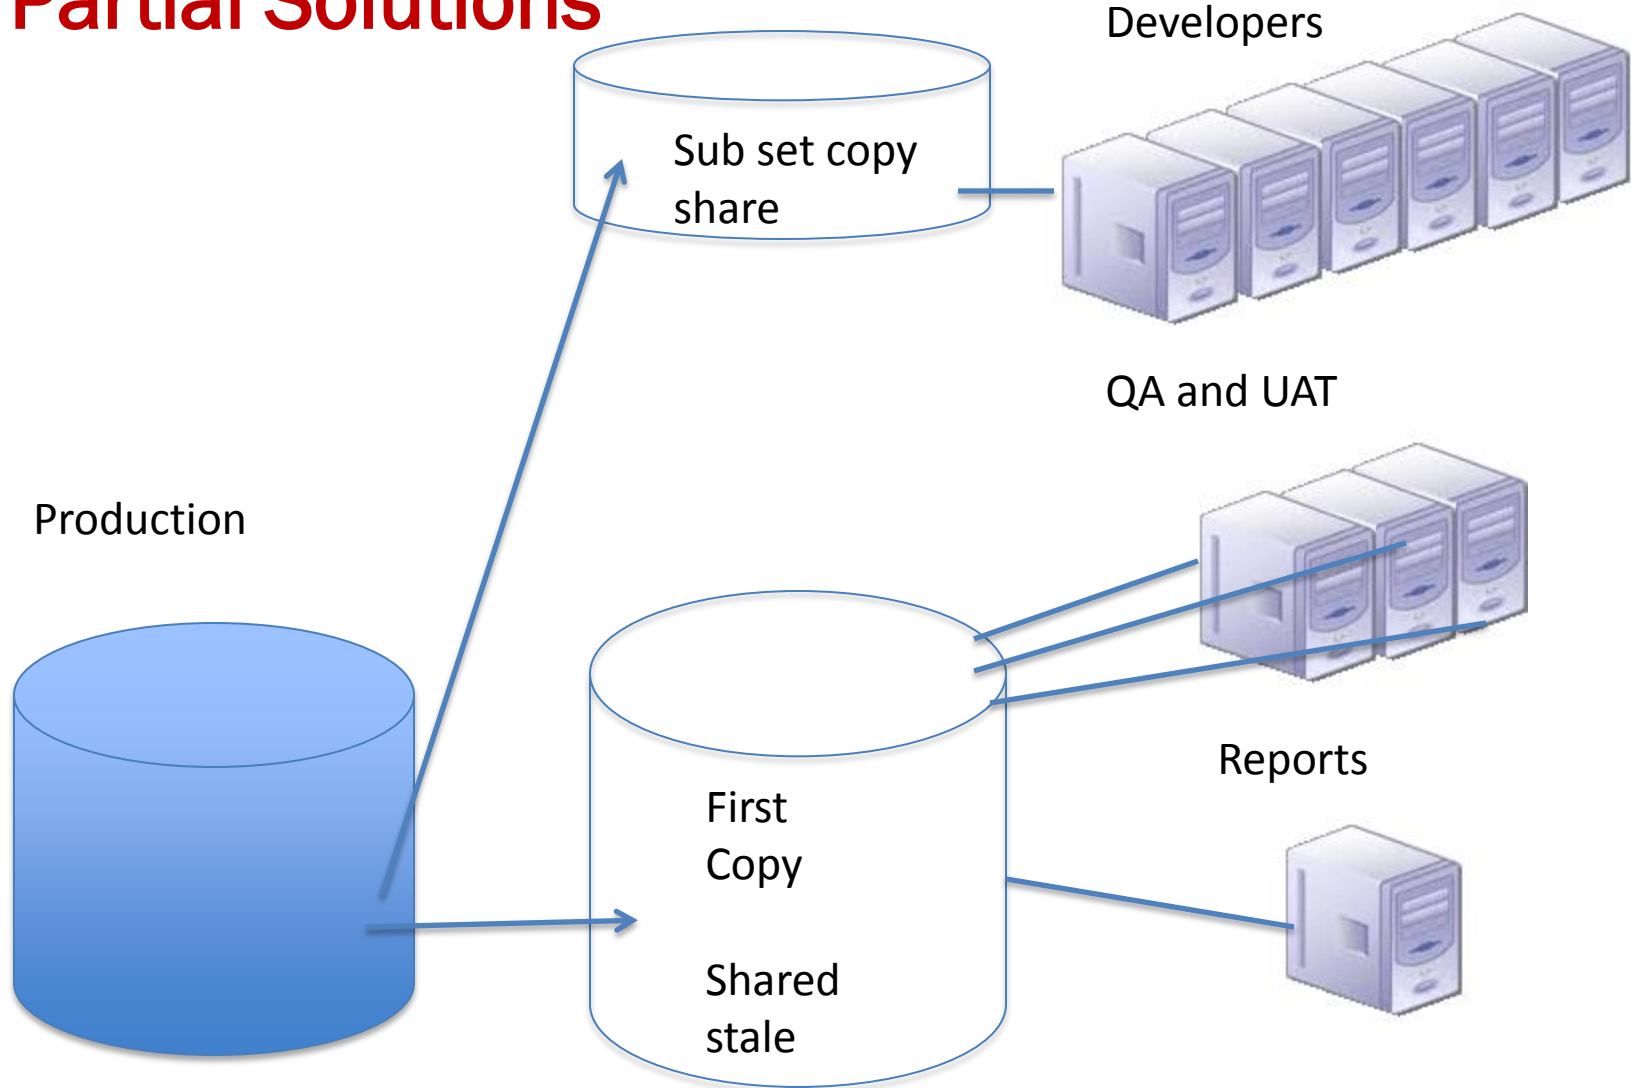 Partial Solutions
Developers
Sub set copy
share
QA and UAT
Production
Reports
First
Copy
Shared
stale